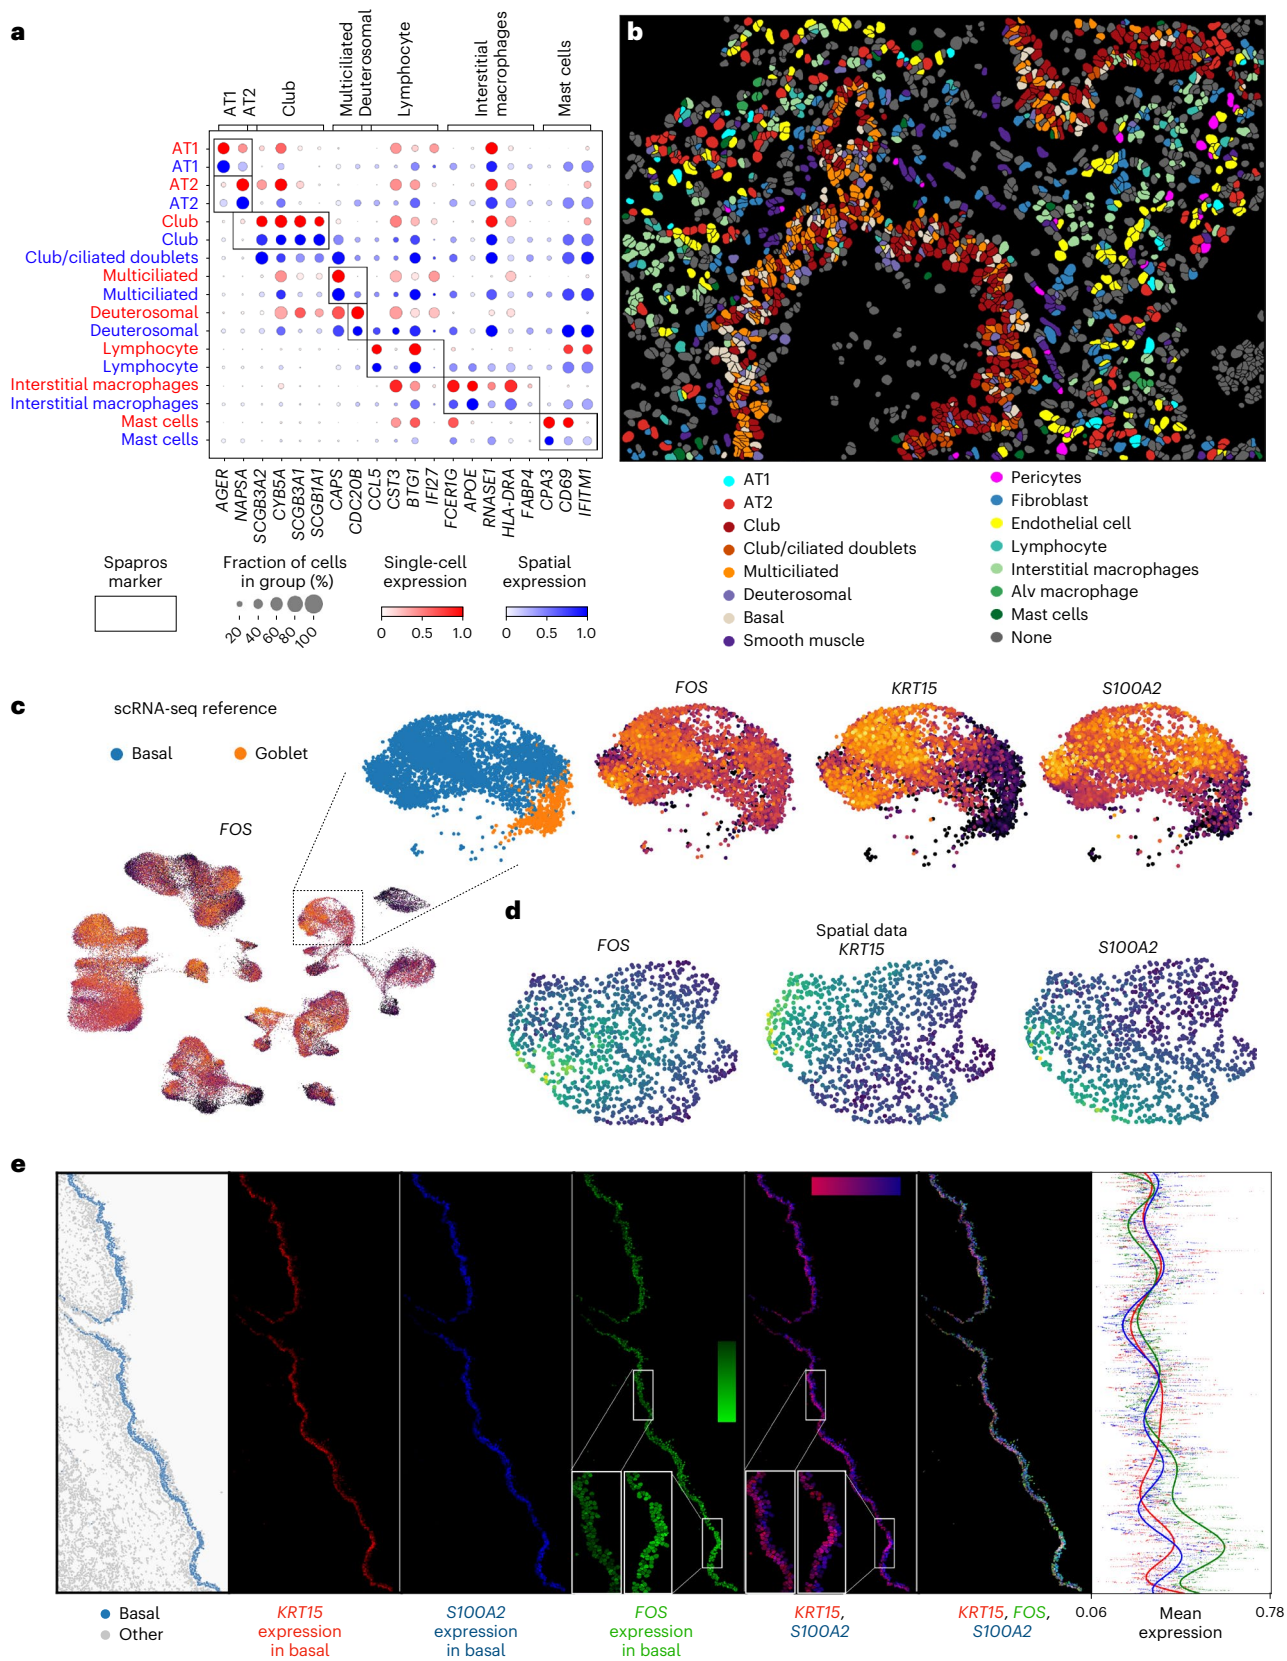 a
AT1
AT2
Club
Multiciliated
Deuterosomal
Lymphocyte
Interstitial
macrophages
Mast cells
AT1
AT1
AT2
AT2
Club
Club
Club/ciliated doublets
Multiciliated
Multiciliated
Deuterosomal
Deuterosomal
Lymphocyte
Lymphocyte
Interstitial macrophages
Interstitial macrophages
Mast cells
Mast cells
AGER
NAPSA
SCGB3A2
CYB5A
SCGB3A1
SCGB1A1
CAPS
CDC20B
CCL5
CST3
BTG1
IFI27
FCER1G
APOE
RNASE1
HLA-DRA
FABP4
CPA3
CD69
IFITM1
Spapros
marker
Fraction of cells
in group (%)
20 40 60 80 100
Single-cell
expression
0 0.5 1.0
Spatial
expression
0 0.5 1.0
b
AT1
AT2
Club
Club/ciliated doublets
Multiciliated
Deuterosomal
Basal
Smooth muscle
Pericytes
Fibroblast
Endothelial cell
Lymphocyte
Interstitial macrophages
Alv macrophage
Mast cells
None
c
scRNA-seq reference
Basal Goblet
FOS
FOS
KRT15
S100A2
d
Spatial data
FOS
KRT15
S100A2
e
Basal
Other
KRT15
expression
in basal
S100A2
expression
in basal
FOS
expression
in basal
KRT15,
S100A2
KRT15, FOS,
S100A2
0.06 Mean 0.78
expression